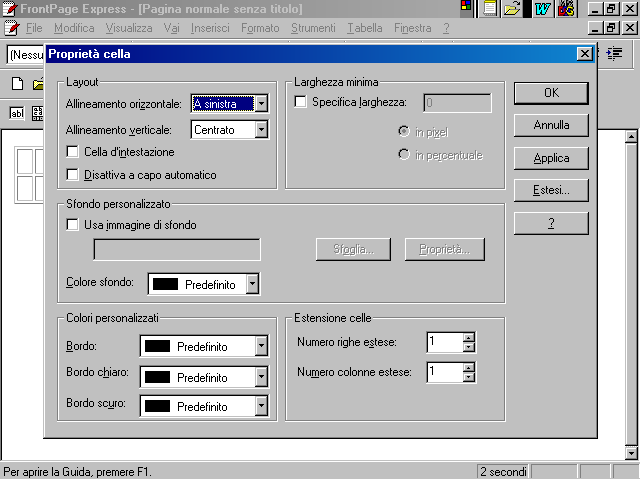 FrontPage Express - [Pagina normale senza titolo]
File Modifica Visualizza Vai Inserisci Formato Strumenti Tabella Finestra ?
(Nessu
Proprietà cella
Layout
Allineamento orizzontale: A sinistra
Allineamento verticale: Centrato
Cella d'intestazione
Disattiva a capo automatico
Larghezza minima
Specifica larghezza: 0
in pixel
in percentuale
OK
Annulla
Applica
Estesi...
?
Sfondo personalizzato
Usa immagine di sfondo
Sfoglia... Proprietà...
Colore sfondo: Predefinito
Colori personalizzati
Bordo: Predefinito
Bordo chiaro: Predefinito
Bordo scuro: Predefinito
Estensione celle
Numero righe estese: 1
Numero colonne estese: 1
abl
Per aprire la Guida, premere F1. 2 secondi